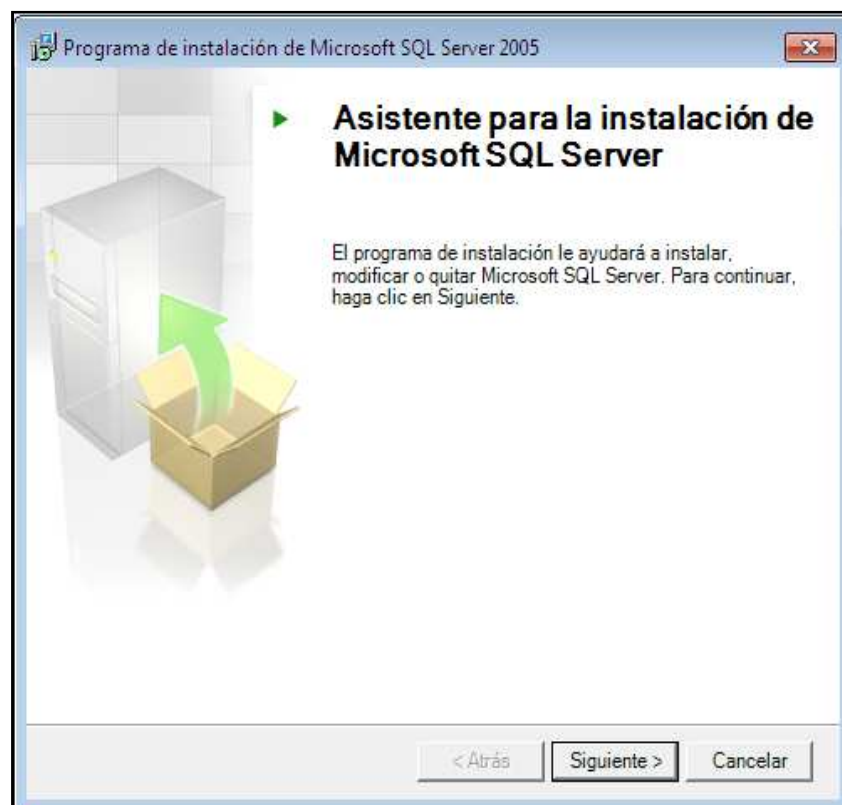 Programa de instalación de Microsoft SQL Server 2005
Asistente para la instalación de
Microsoft SQL Server
El programa de instalación le ayudará a instalar,
modificar o quitar Microsoft SQL Server. Para continuar,
haga clic en Siguiente.
< Atrás Siguiente > Cancelar